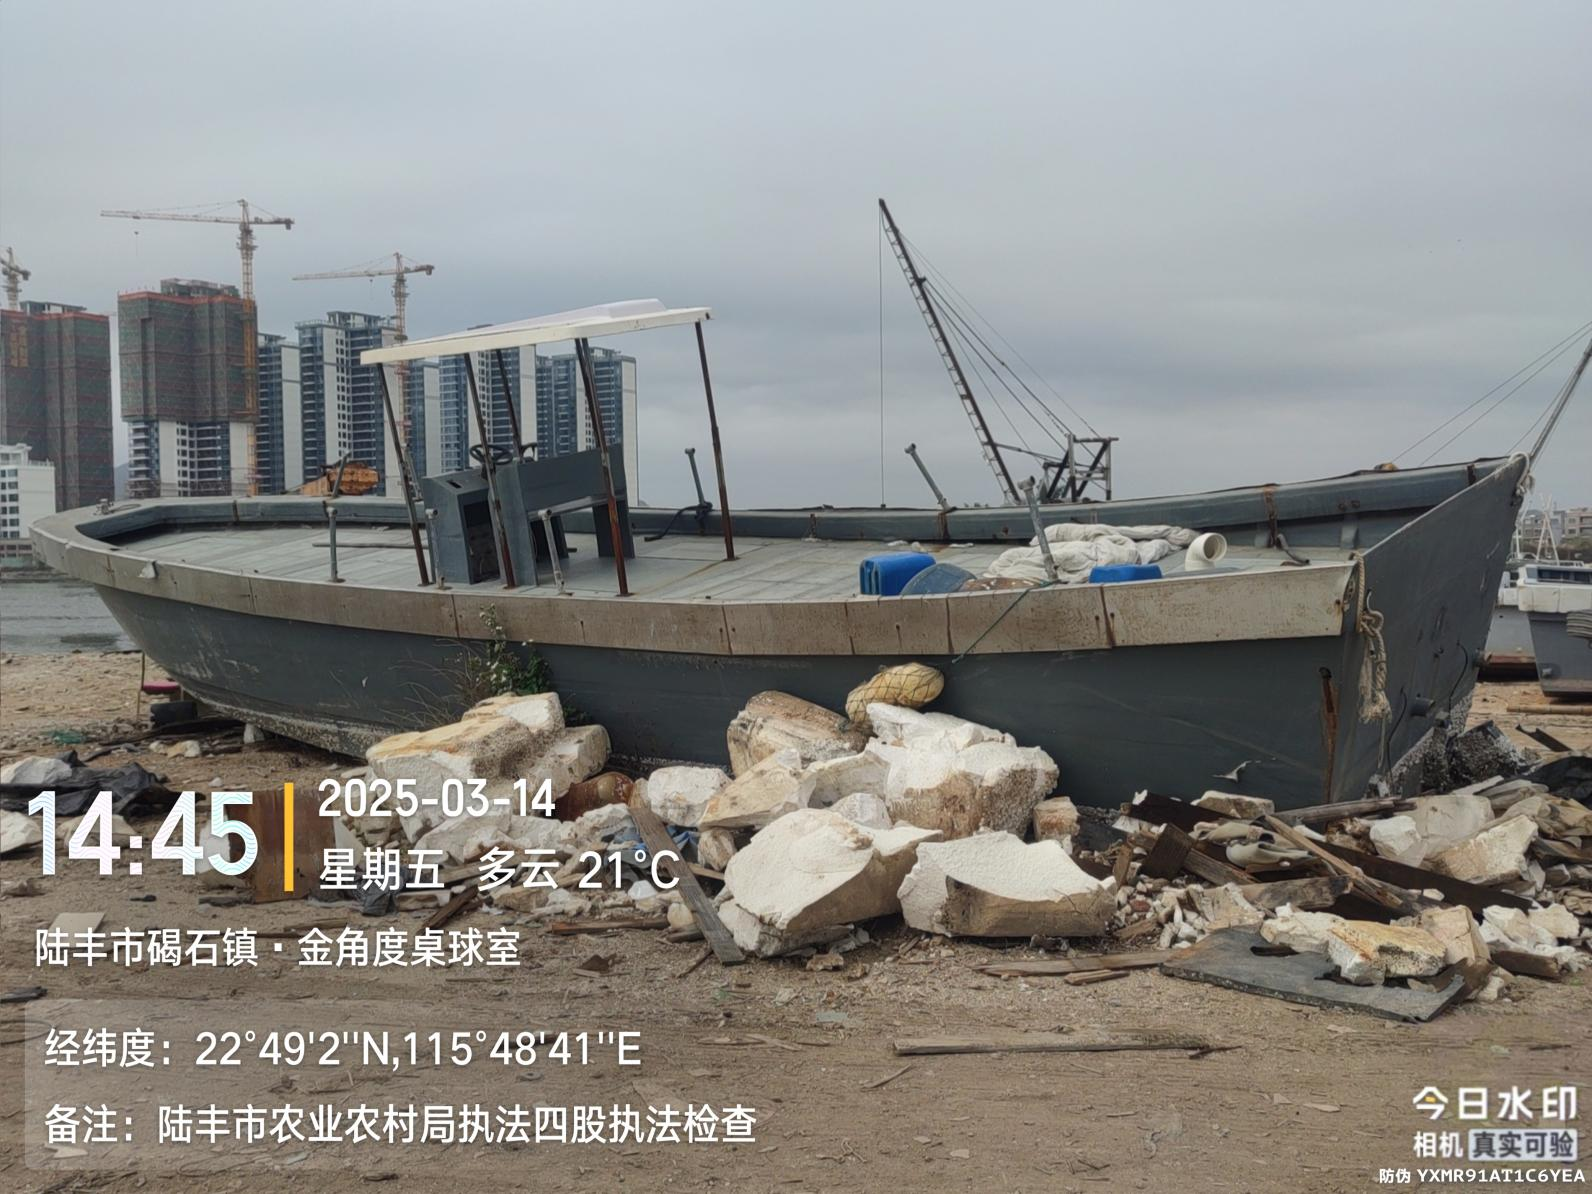 14:45
2025-03-14
星期五 多云 21°C
陆丰市碣石镇·金角度桌球室
经纬度：22°49'2''N,115°48'41''E
备注：陆丰市农业农村局执法四股执法检查
今日水印
相机 真实可验
防伪 YXMR91AT1C6YEA